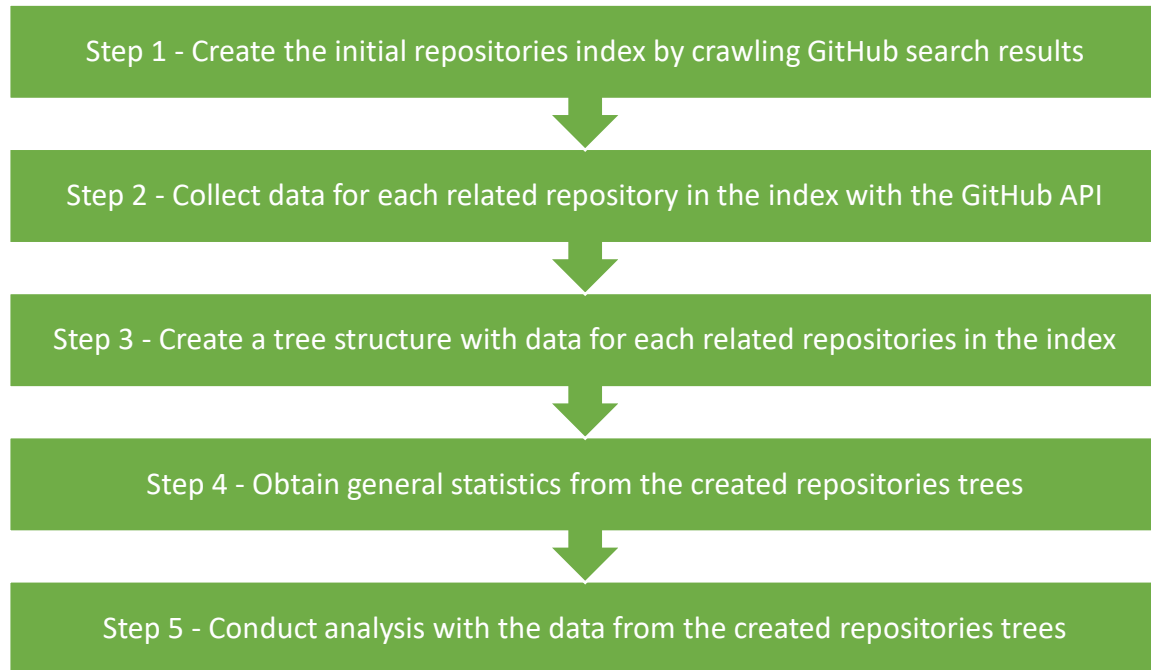 Step 1 - Create the initial repositories index by crawling GitHub search results
Step 2 - Collect data for each related repository in the index with the GitHub API
Step 3 - Create a tree structure with data for each related repositories in the index
Step 4 - Obtain general statistics from the created repositories trees
Step 5 - Conduct analysis with the data from the created repositories trees